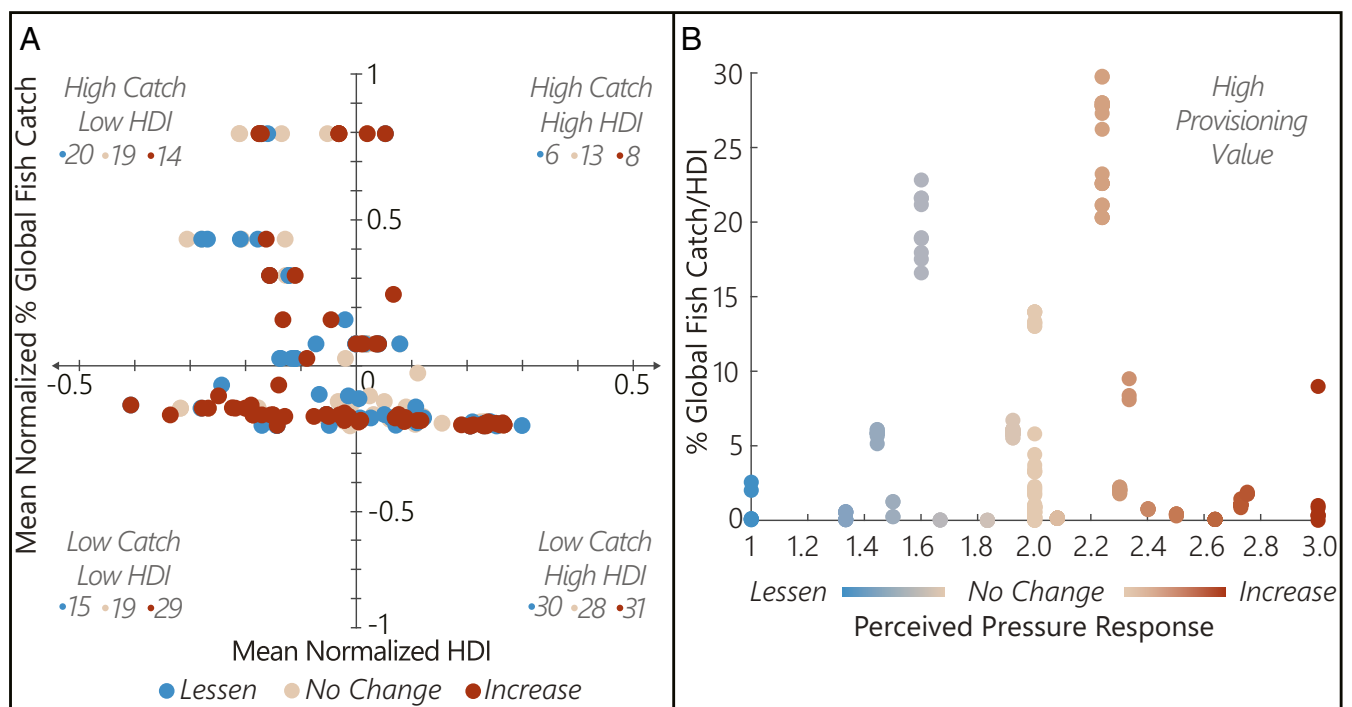 A
Mean Normalized % Global Fish Catch
High Catch
Low HDI
20 19 14
High Catch
High HDI
6 13 8
1
0.5
-0.5
0
0.5
-0.5
-1
Low Catch
Low HDI
15 19 29
Low Catch
High HDI
30 28 31
Mean Normalized HDI
Lessen No Change Increase
B
% Global Fish Catch/HDI
High
Provisioning
Value
30
25
20
15
10
5
0
1 1.2 1.4 1.6 1.8 2.0 2.2 2.4 2.6 2.8 3.0
Lessen No Change Increase
Perceived Pressure Response